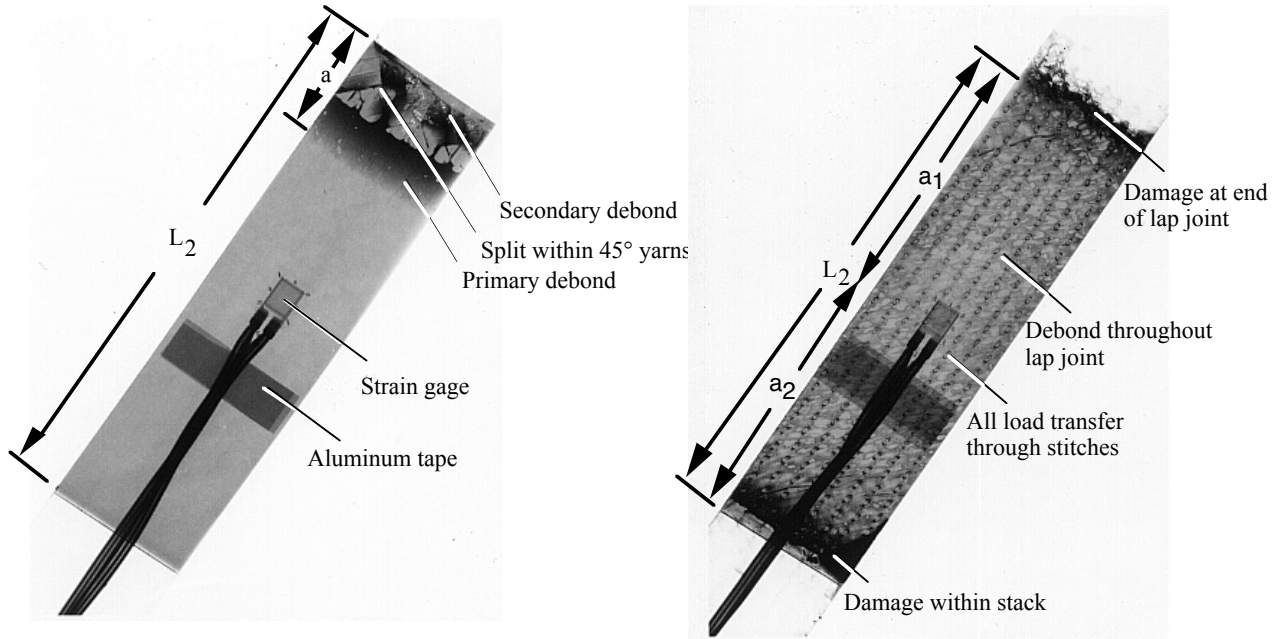 a
L2
Secondary debond
Split within 45° yarns
Primary debond
Strain gage
Aluminum tape
a1
L2
a2
Damage at end
of lap joint
Debond throughout
lap joint
All load transfer
through stitches
Damage within stack